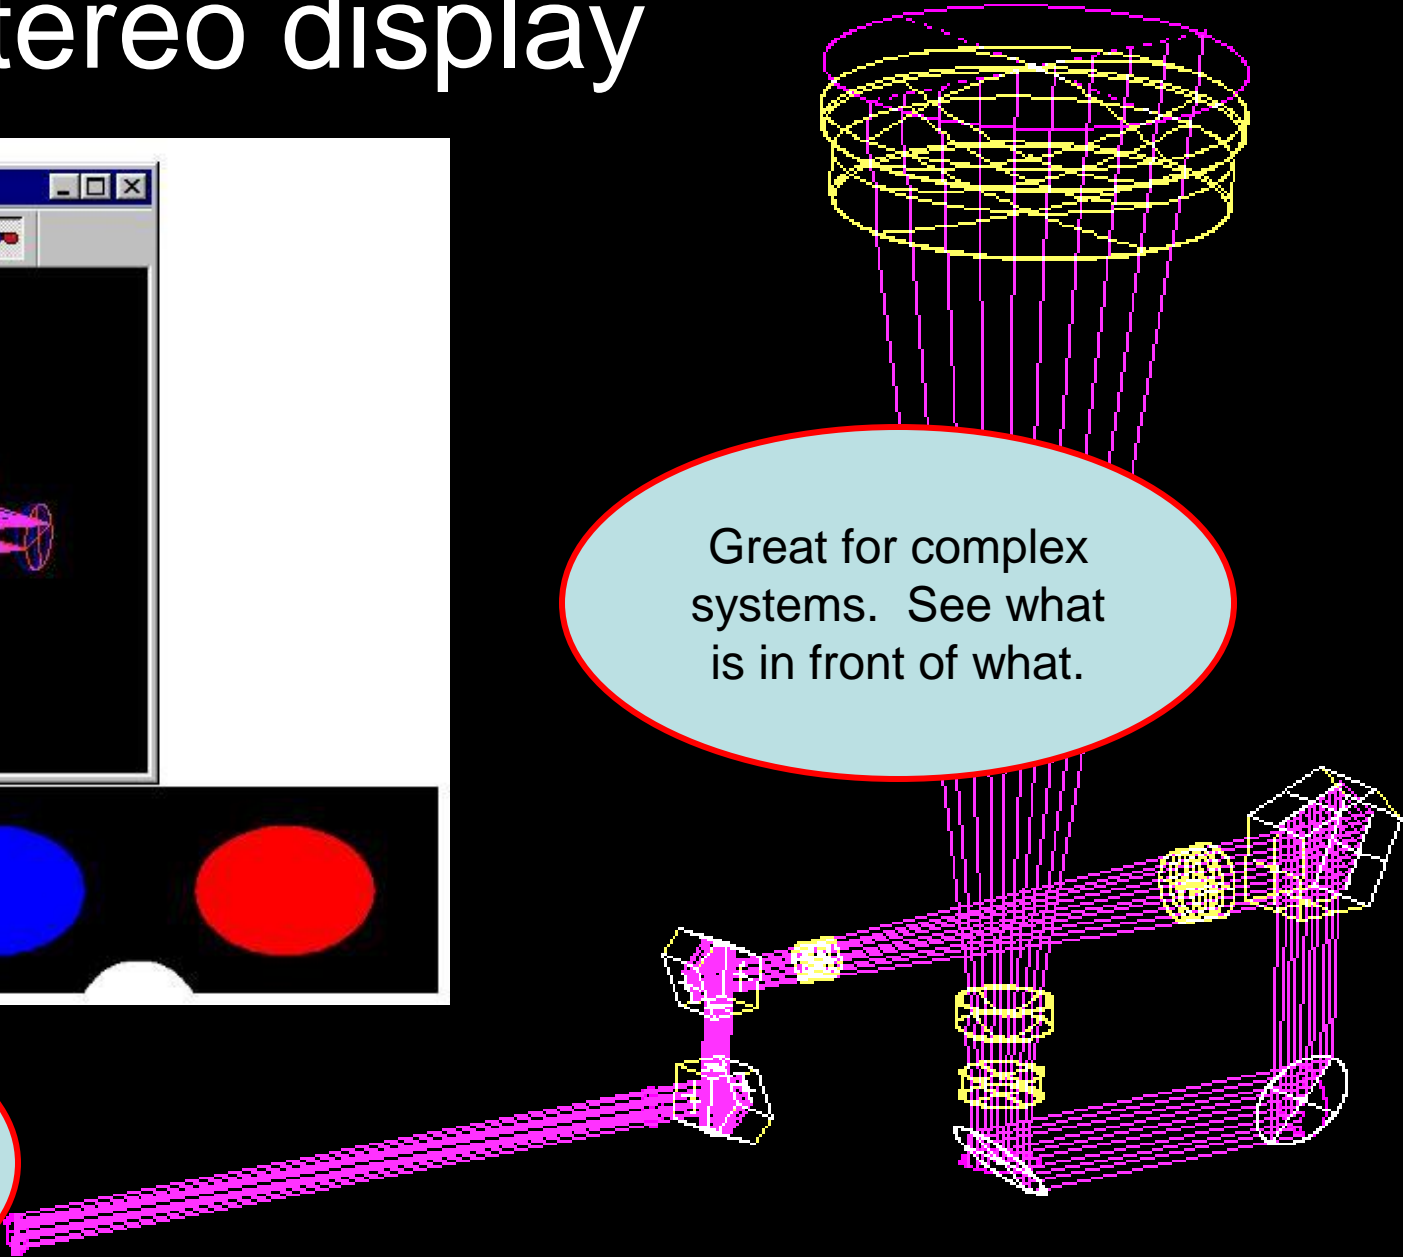 tereo display
Great for complex
systems.  See what
is in front of what.